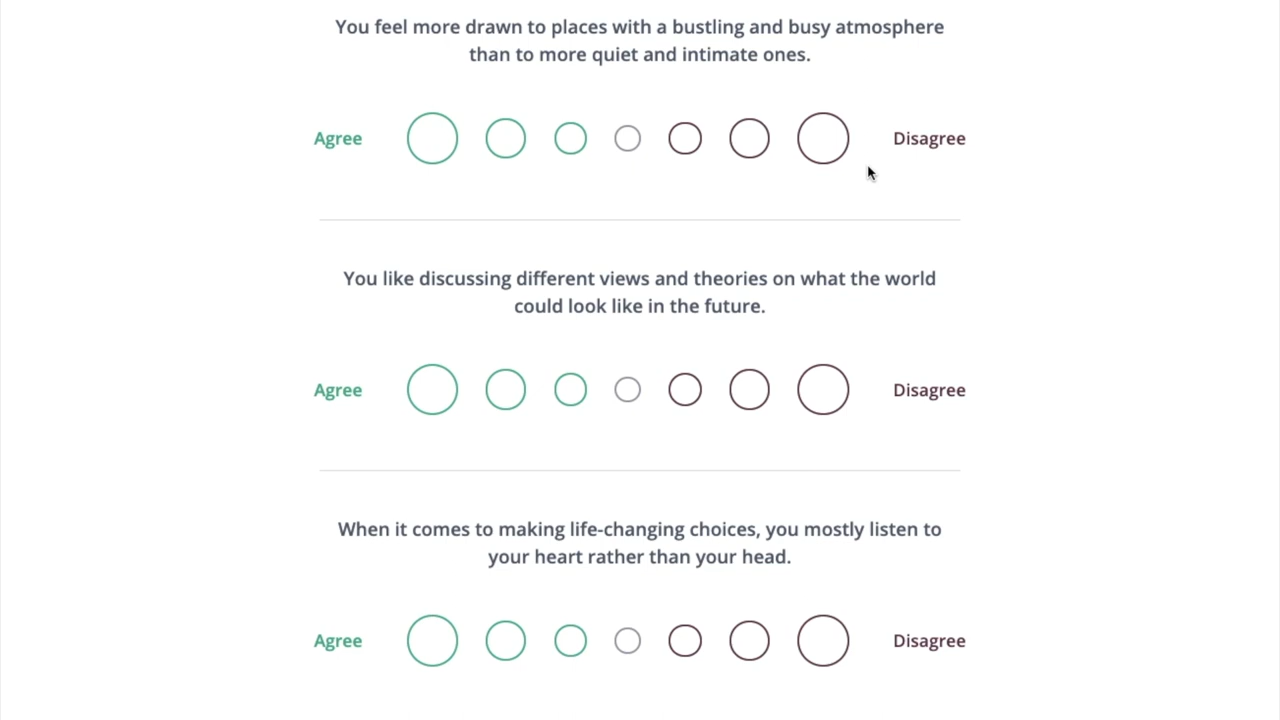 You feel more drawn to places with a bustling and busy atmosphere
than to more quiet and intimate ones.
Agree
Disagree
You like discussing different views and theories on what the world
could look like in the future.
Agree
Disagree
When it comes to making life-changing choices, you mostly listen to
your heart rather than your head.
Agree
Disagree